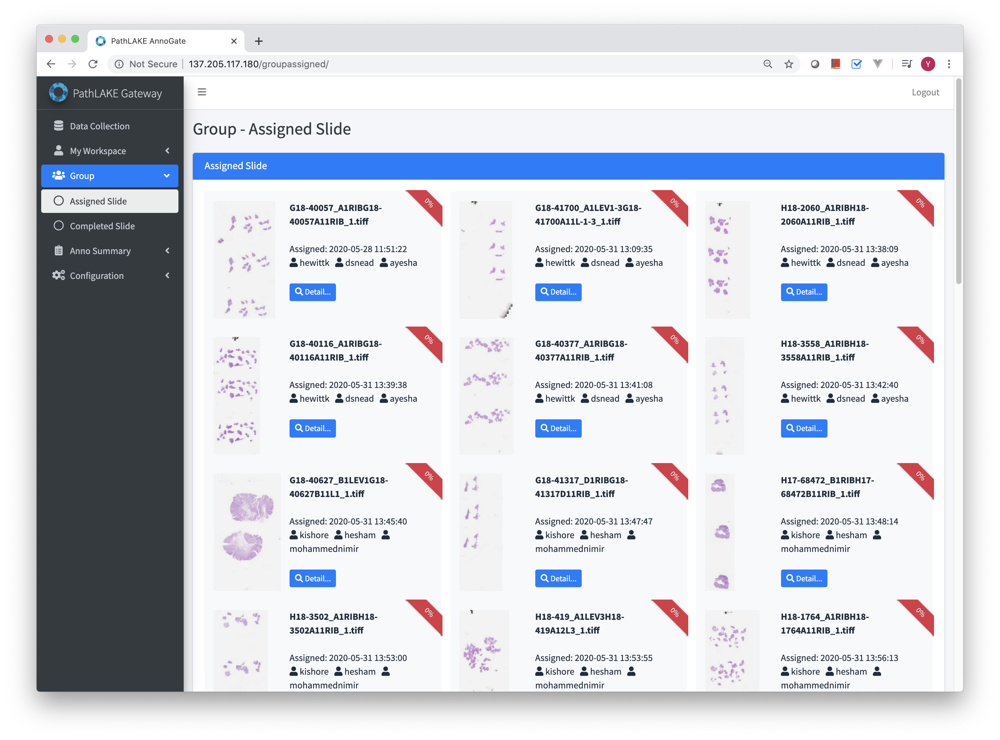 PathLAKE AnnoGate
Not Secure
137.205.117.180/groupassigned/
Y
PathLAKE Gateway
Logout
Data Collection
My Workspace
Group
Assigned Slide
Completed Slide
Anno Summary
Configuration
Group - Assigned Slide
Assigned Slide
0%
G18-40057_A1RIBG18-
40057A11RIB_1.tiff
Assigned: 2020-05-28 11:51:22
hewittk dsnead ayesha
Detail...
0%
G18-41700_A1LEV1-3G18-
41700A11L-1-3_1.tiff
Assigned: 2020-05-31 13:09:35
hewittk dsnead ayesha
Detail...
0%
H18-2060_A1RIBH18-
2060A11RIB_1.tiff
Assigned: 2020-05-31 13:38:09
hewittk dsnead ayesha
Detail...
0%
G18-40116_A1RIBG18-
40116A11RIB_1.tiff
Assigned: 2020-05-31 13:39:38
hewittk dsnead ayesha
Detail...
0%
G18-40377_A1RIBG18-
40377A11RIB_1.tiff
Assigned: 2020-05-31 13:41:08
hewittk dsnead ayesha
Detail...
0%
H18-3558_A1RIBH18-
3558A11RIB_1.tiff
Assigned: 2020-05-31 13:42:40
hewittk dsnead ayesha
Detail...
0%
G18-40627_B1LEV1G18-
40627B11L1_1.tiff
Assigned: 2020-05-31 13:45:40
kishore hesham
mohammednimir
Detail...
0%
G18-41317_D1RIBG18-
41317D11RIB_1.tiff
Assigned: 2020-05-31 13:47:47
kishore hesham
mohammednimir
Detail...
0%
H17-68472_B1RIBH17-
68472B11RIB_1.tiff
Assigned: 2020-05-31 13:48:14
kishore hesham
mohammednimir
Detail...
0%
H18-3502_A1RIBH18-
3502A11RIB_1.tiff
Assigned: 2020-05-31 13:53:00
kishore hesham
mohammednimir
0%
H18-419_A1LEV3H18-
419A12L3_1.tiff
Assigned: 2020-05-31 13:53:55
kishore hesham
mohammednimir
0%
H18-1764_A1RIBH18-
1764A11RIB_1.tiff
Assigned: 2020-05-31 13:56:13
kishore hesham
mohammednimir